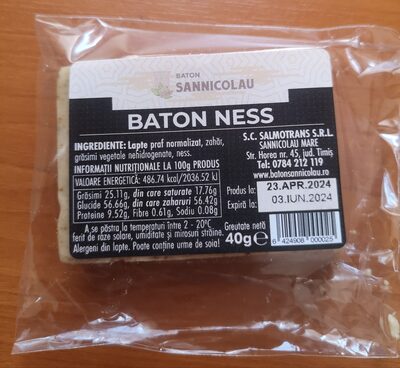 BATON
SANNICOLAU
BATON NESS
INGREDIENTE: Lapte praf normalizat, zahăr,
grăsimi vegetale nehidrogenate, ness.
INFORMAȚII NUTRIȚIONALE LA 100g PRODUS
VALOARE ENERGETICĂ: 486.74 kcal/2036.52 kl
Grăsimi 25.11g, din care saturate 17.76g
Glucide 56.66g, din care zaharuri 56.42g
Proteine 9.52g, Fibre 0.61g, Sodiu 0.08g
A se păstra la temperaturi între 2 - 20°C
ferit de raze solare, umiditate și mirosuri străine.
Alergeni din lapte. Poate conține urme de soia!
S.C. SALMOTRANS S.R.L
SANNICOLAU MARE
Str. Horea nr. 45, jud. Timiș
Tel: 0784 212 119
www.batonsannicolau.ro
Produs la: 23.APR.2024
Expiră la: 03.IUN.2024
Greutate netă
40g e
6 424908 000025